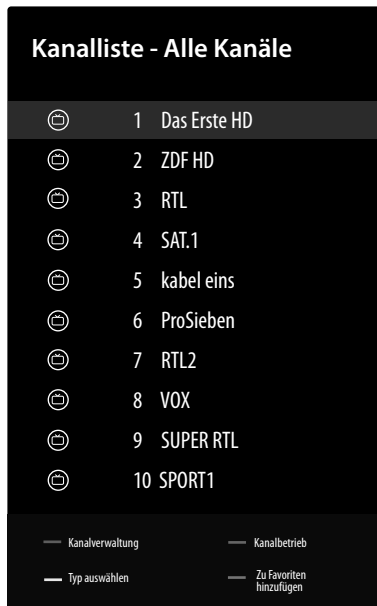 Kanalliste - Alle Kanäle
1 Das Erste HD
2 ZDF HD
3 RTL
4 SAT.1
5 kabel eins
6 ProSieben
7 RTL2
8 VOX
9 SUPER RTL
10 SPORT1
Kanalverwaltung
Kanalbetrieb
Typ auswählen
Zu Favoriten
hinzufügen